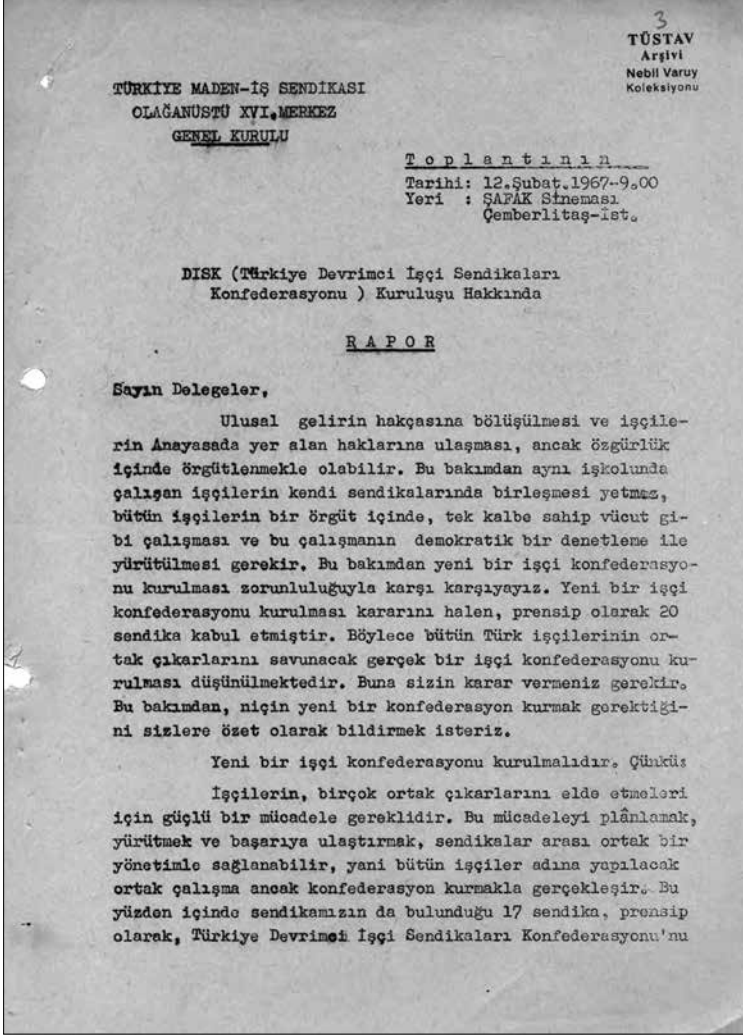 3
TÜSTAV
Arşivi
Nebil Varuy
Koleksiyonu
TÜRKİYE MADEN-İŞ SENDİKASI
OLAĞANÜSTÜ XVI.MERKEZ
GENEL KURULU
Toplantının
Tarihi: 12.Şubat.1967-9.00
Yeri : ŞAFAK Sineması
Çemberlitaş-İst.
DISK (Türkiye Devrimci İşçi Sendikaları
Konfederasyonu ) Kuruluşu Hakkında
R A P O R
Sayın Delegeler,
Ulusal gelirin hakçasına bölüşülmesi ve işçile-
rin Anayasada yer alan haklarına ulaşması, ancak özgürlük
içinde örgütlenmekle olabilir. Bu bakımdan aynı işkolunda
çalışan işçilerin kendi sendikalarında birleşmesi yetmez,
bütün işçilerin bir örgüt içinde, tek kalbe sahip vücut gi-
bi çalışması ve bu çalışmanın demokratik bir denetleme ile
yürütülmesi gerekir. Bu bakımdan yeni bir işçi konfederasyo-
nu kurulması zorunluluğuyla karşı karşıyayız. Yeni bir işçi
konfederasyonu kurulması kararını halen, prensip olarak 20
sendika kabul etmiştir. Böylece bütün Türk işçilerinin or-
tak çıkarlarını savunacak gerçek bir işçi konfederasyonu ku-
rulması düşünülmektedir. Buna sizin karar vermeniz gerekir.
Bu bakımdan, niçin yeni bir konfederasyon kurmak gerektiği-
ni sizlere özet olarak bildirmek isteriz.
Yeni bir işçi konfederasyonu kurulmalıdır. Çünkü:
İşçilerin, birçok ortak çıkarlarını elde etmeleri
için güçlü bir mücadele gereklidir. Bu mücadeleyi plânlamak,
yürütmek ve başarıya ulaştırmak, sendikalar arası ortak bir
yönetimle sağlanabilir, yani bütün işçiler adına yapılacak
ortak çalışma ancak konfederasyon kurmakla gerçekleşir. Bu
yüzden içinde sendikamızın da bulunduğu 17 sendika, prensip
olarak, Türkiye Devrimci İşçi Sendikaları Konfederasyonu'nu